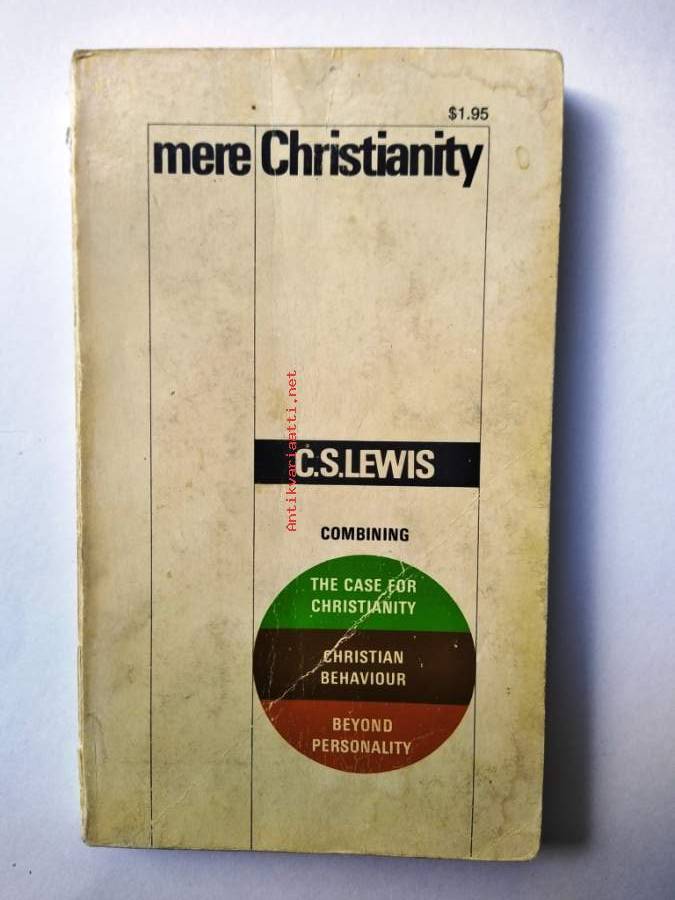 $1.95
mere Christianity
C.S.LEWIS
Antikvariaatti.net
COMBINING
THE CASE FOR
CHRISTIANITY
CHRISTIAN
BEHAVIOUR
BEYOND
PERSONALITY